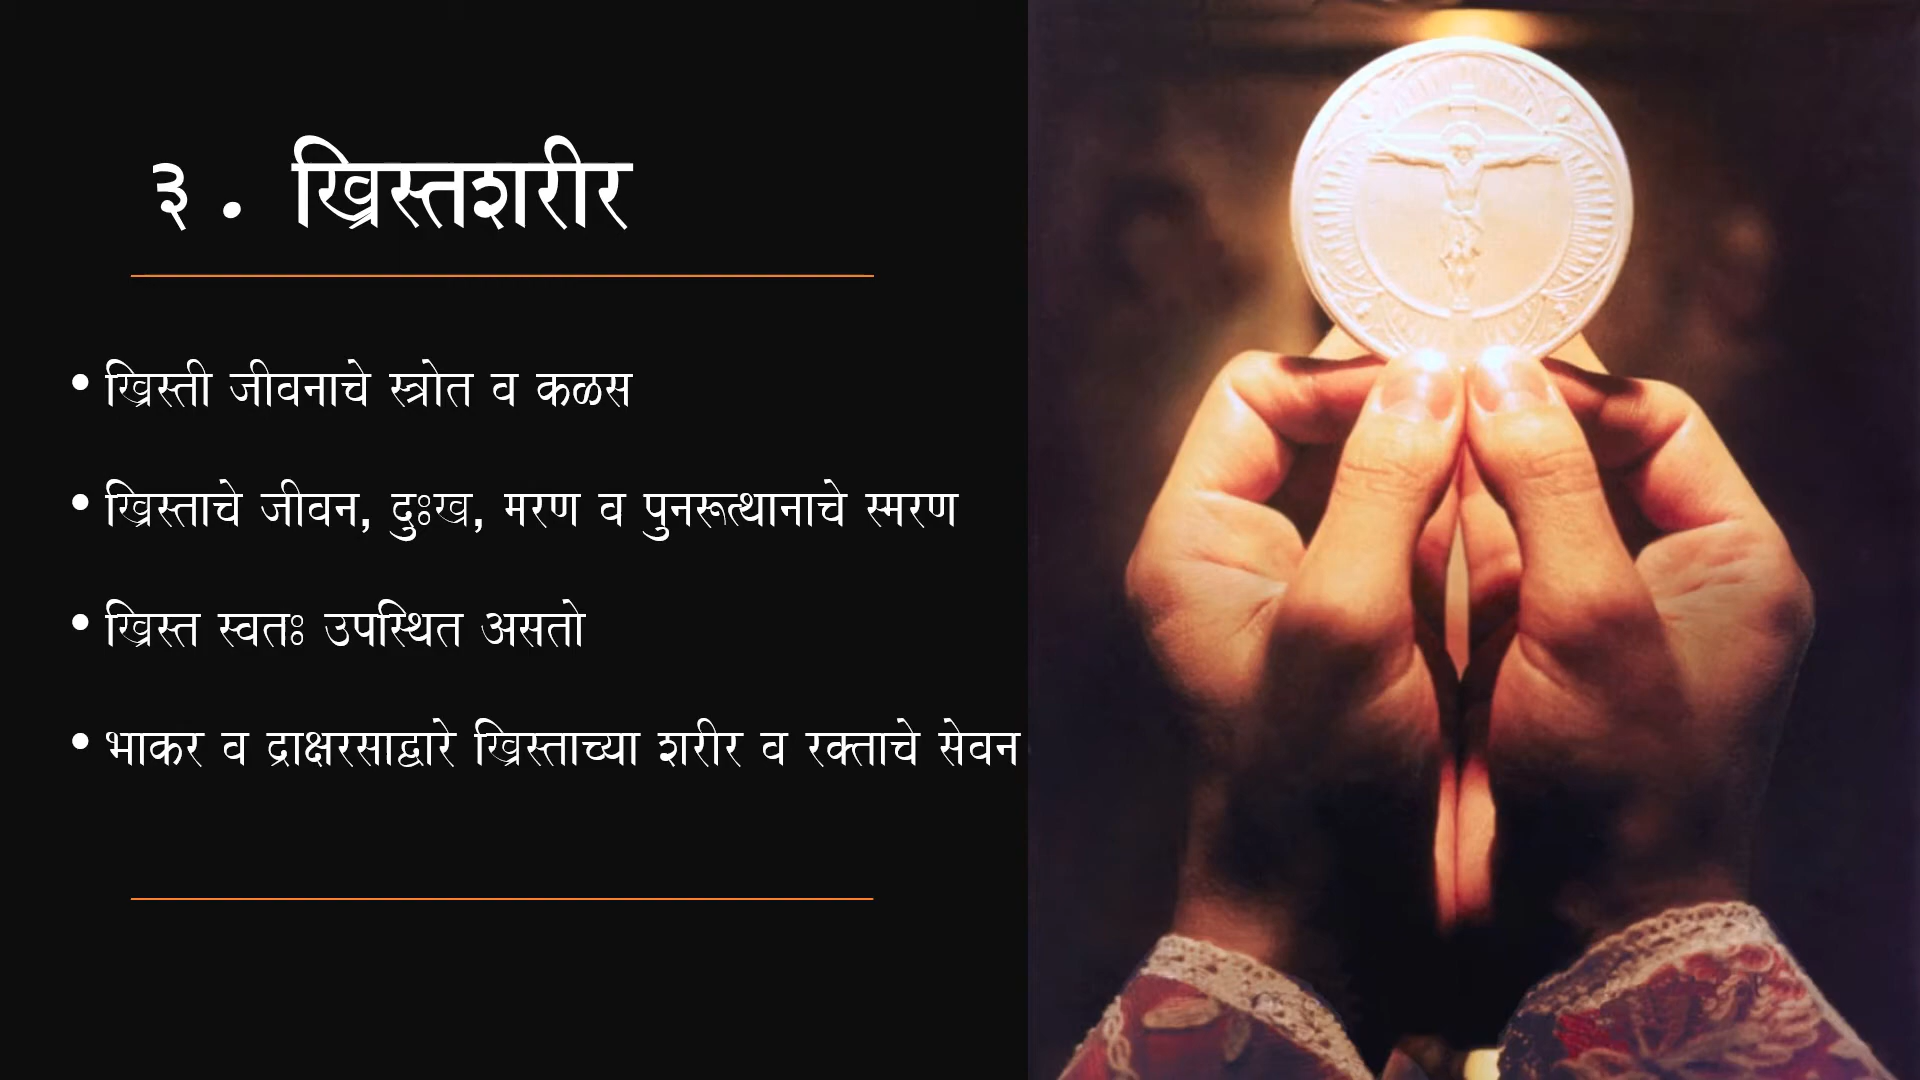 ३. ख्रिस्तशरीर
• ख्रिस्ती जीवनाचे स्त्रोत व कळस
• ख्रिस्ताचे जीवन, दुःख, मरण व पुनरूत्थानाचे स्मरण
• ख्रिस्त स्वतः उपस्थित असतो
• भाकर व द्राक्षरसाद्वारे ख्रिस्ताच्या शरीर व रक्ताचे सेवन